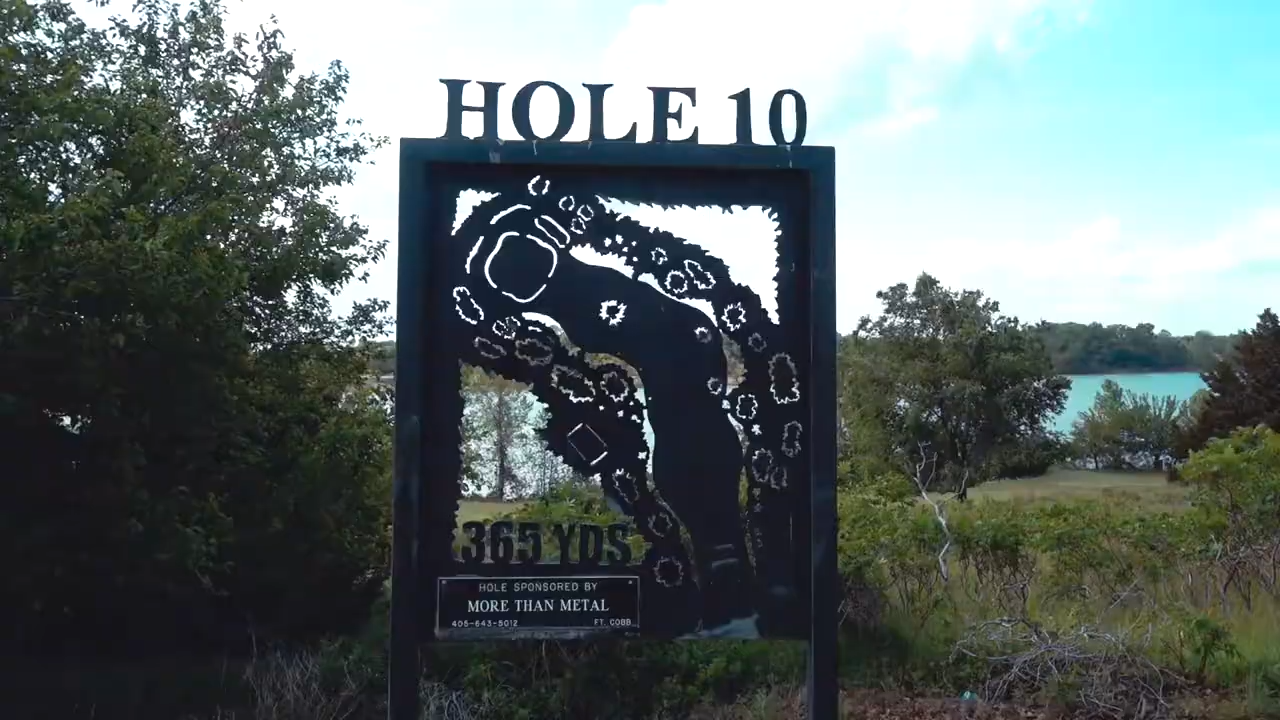 HOLE 10
365 YDS
HOLE SPONSORED BY
MORE THAN METAL
405-643-5012 FT. COBB